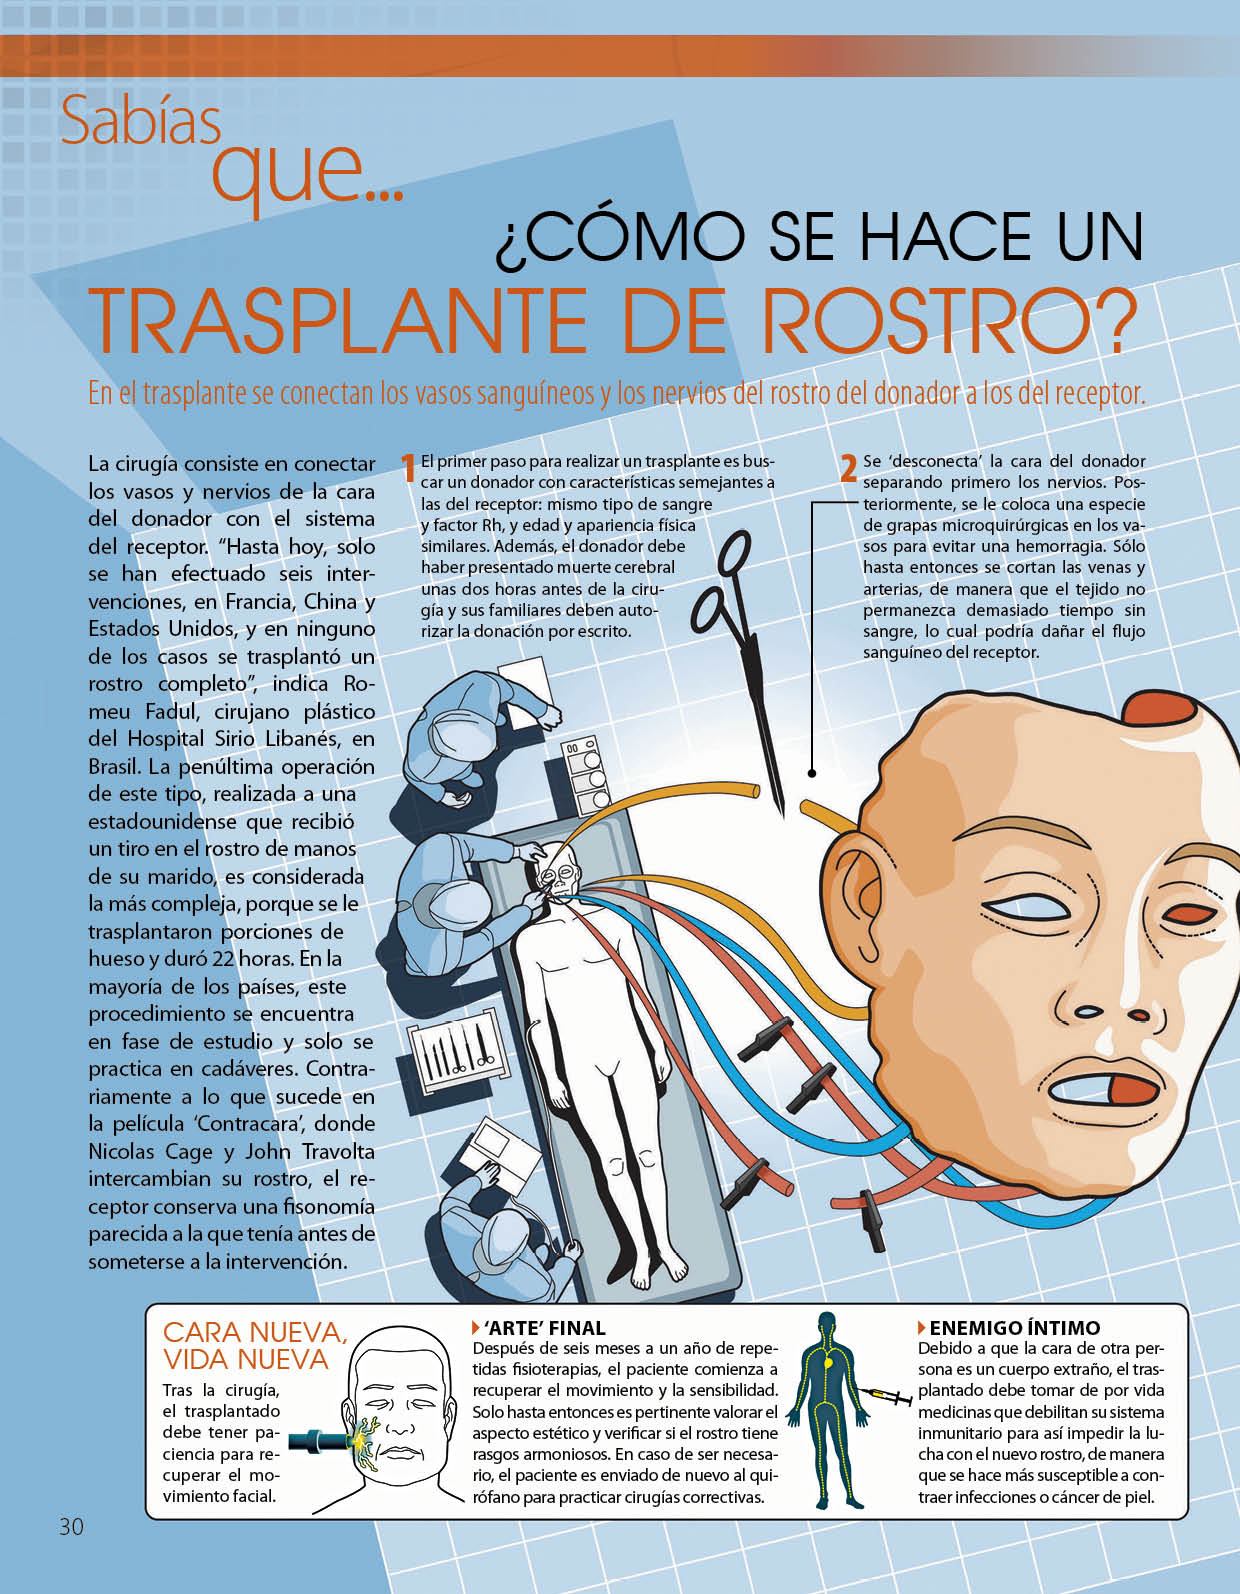 Sabías
que...
¿CÓMO SE HACE UN
TRASPLANTE DE ROSTRO?
En el trasplante se conectan los vasos sanguíneos y los nervios del rostro del donador a los del receptor.
La cirugía consiste en conectar
los vasos y nervios de la cara
del donador con el sistema
del receptor. “Hasta hoy, solo
se han efectuado seis inter-
venciones, en Francia, China y
Estados Unidos, y en ninguno
de los casos se trasplantó un
rostro completo”, indica Ro-
meu Fadul, cirujano plástico
del Hospital Sirio Libanés, en
Brasil. La penúltima operación
de este tipo, realizada a una
estadounidense que recibió
un tiro en el rostro de manos
de su marido, es considerada
la más compleja, porque se le
trasplantaron porciones de
hueso y duró 22 horas. En la
mayoría de los países, este
procedimiento se encuentra
en fase de estudio y solo se
practica en cadáveres. Contra-
riamente a lo que sucede en
la película ‘Contracara’, donde
Nicolas Cage y John Travolta
intercambian su rostro, el re-
ceptor conserva una fisonomía
parecida a la que tenía antes de
someterse a la intervención.
1 El primer paso para realizar un trasplante es bus-
car un donador con características semejantes a
las del receptor: mismo tipo de sangre
y factor Rh, y edad y apariencia física
similares. Además, el donador debe
haber presentado muerte cerebral
unas dos horas antes de la ciru-
gía y sus familiares deben auto-
rizar la donación por escrito.
2 Se ‘desconecta’ la cara del donador
separando primero los nervios. Pos-
teriormente, se le coloca una especie
de grapas microquirúrgicas en los va-
sos para evitar una hemorragia. Sólo
hasta entonces se cortan las venas y
arterias, de manera que el tejido no
permanezca demasiado tiempo sin
sangre, lo cual podría dañar el flujo
sanguíneo del receptor.
CARA NUEVA,
VIDA NUEVA
Tras la cirugía,
el trasplantado
debe tener pa-
ciencia para re-
cuperar el mo-
vimiento facial.
‘ARTE’ FINAL
Después de seis meses a un año de repe-
tidas fisioterapias, el paciente comienza a
recuperar el movimiento y la sensibilidad.
Solo hasta entonces es pertinente valorar el
aspecto estético y verificar si el rostro tiene
rasgos armoniosos. En caso de ser necesa-
rio, el paciente es enviado de nuevo al qui-
rófano para practicar cirugías correctivas.
ENEMIGO ÍNTIMO
Debido a que la cara de otra per-
sona es un cuerpo extraño, el tras-
plantado debe tomar de por vida
medicinas que debilitan su sistema
inmunitario para así impedir la lu-
cha con el nuevo rostro, de manera
que se hace más susceptible a con-
traer infecciones o cáncer de piel.
30